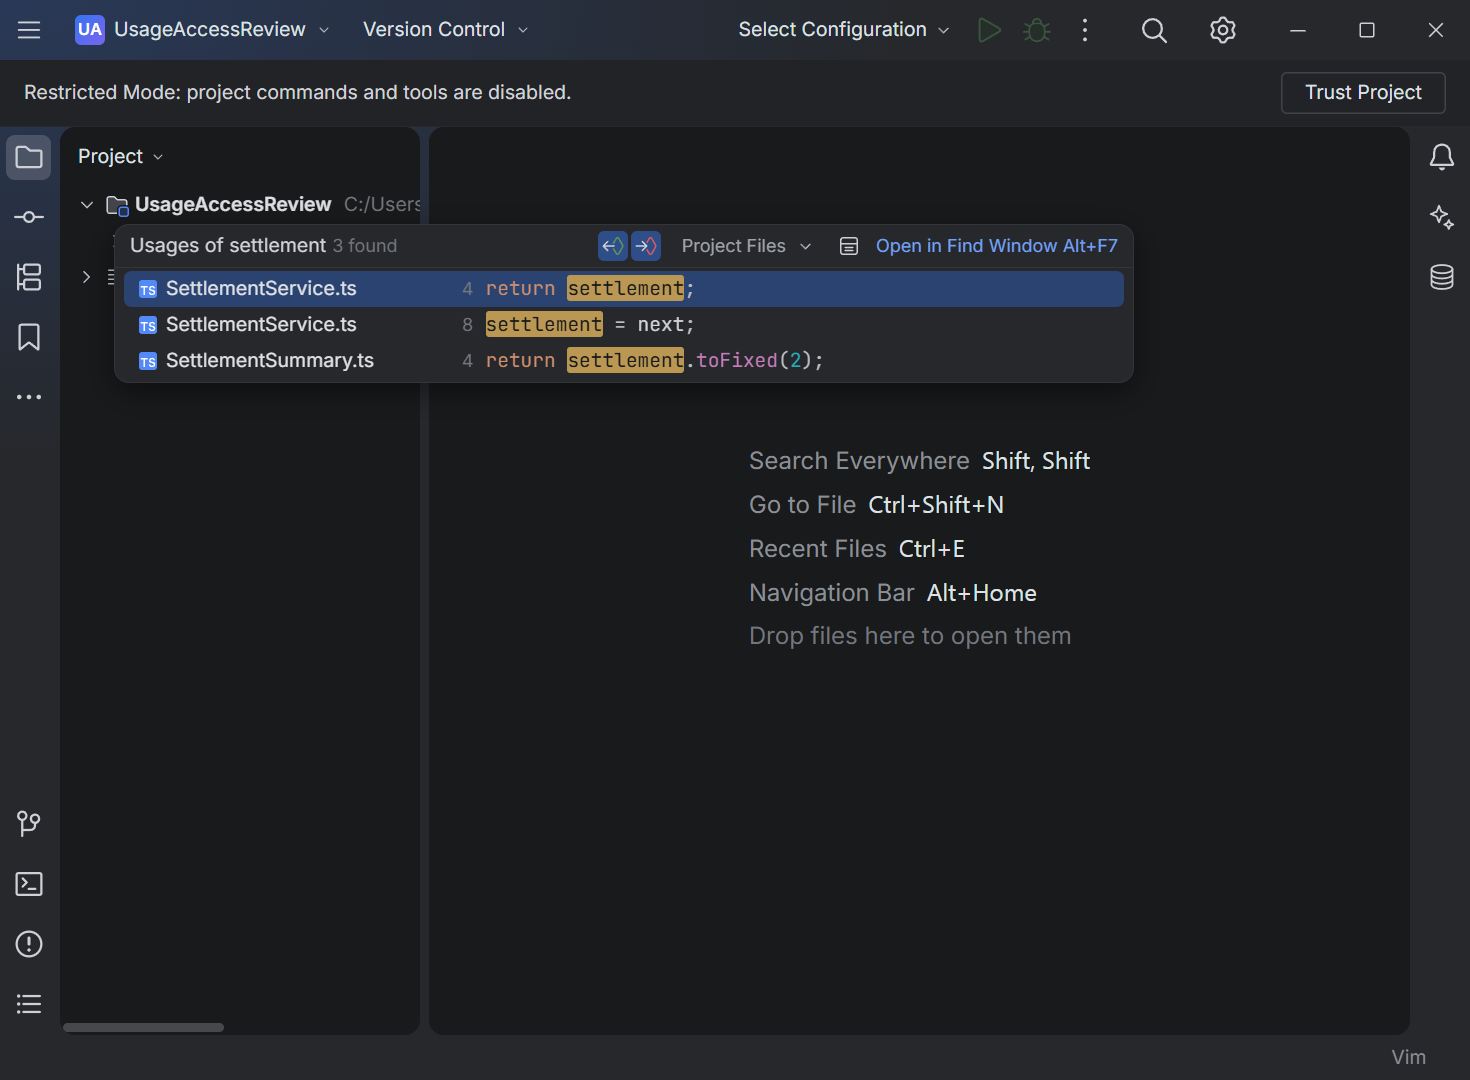 UA UsageAccessReview Version Control Select Configuration
Restricted Mode: project commands and tools are disabled. Trust Project
Project
UsageAccessReview C:/Users
Usages of settlement 3 found Project Files Open in Find Window Alt+F7
TS SettlementService.ts 4 return settlement;
TS SettlementService.ts 8 settlement = next;
TS SettlementSummary.ts 4 return settlement.toFixed(2);
Search Everywhere Shift, Shift
Go to File Ctrl+Shift+N
Recent Files Ctrl+E
Navigation Bar Alt+Home
Drop files here to open them
Vim